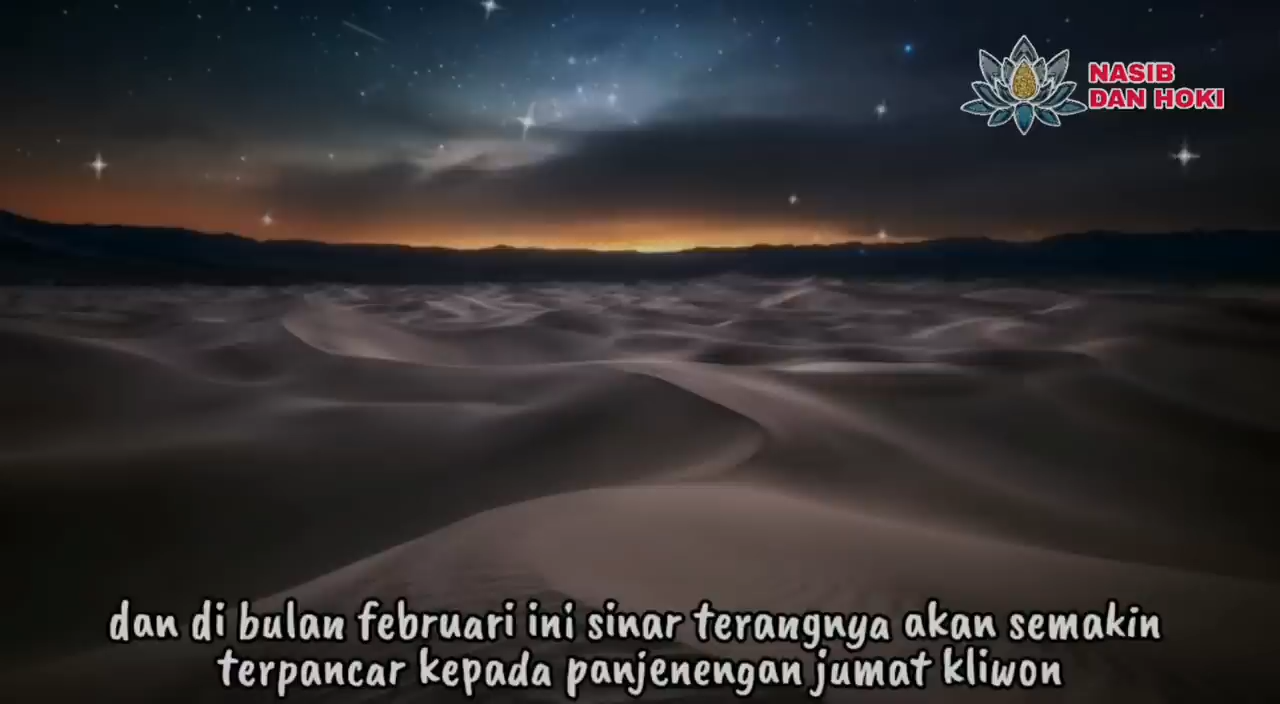 NASIB
DAN HOKI
dan di bulan februari ini sinar terangnya akan semakin
terpancar kepada panjenengan jumat kliwon